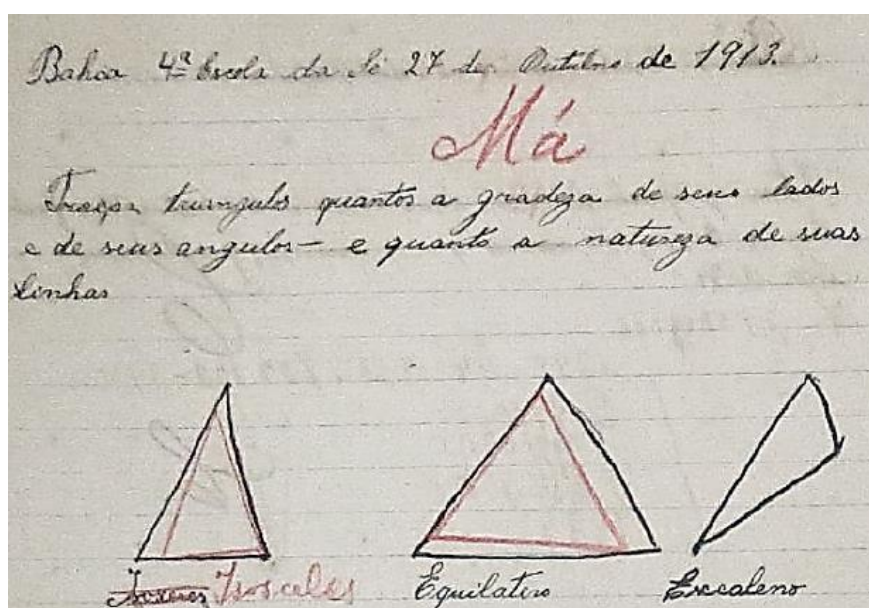 Bahia 4ª Escola da Sé 27 de Outubro de 1913.
Má
Traçar triangulos quantos a gradeza de seus lados
e de seus angulos – e quanto a natureza de suas
linhas
Isosceles Equilatero Escaleno